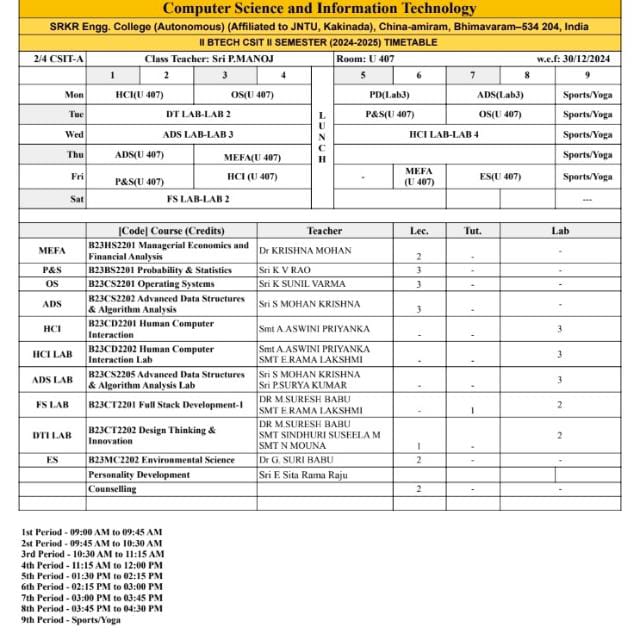 Computer Science and Information Technology
SRKR Engg. College (Autonomous) (Affiliated to JNTU, Kakinada), China-amiram, Bhimavaram–534 204, India
II BTECH CSIT II SEMESTER (2024-2025) TIMETABLE
2/4 CSIT-A Class Teacher: Sri P.MANOJ Room: U 407 w.e.f: 30/12/2024
1 2 3 4 5 6 7 8 9
Mon HCI(U 407) OS(U 407) PD(Lab3) ADS(Lab3) Sports/Yoga
Tue DT LAB-LAB 2 P&S(U 407) OS(U 407) Sports/Yoga
Wed ADS LAB-LAB 3 HCI LAB-LAB 4 Sports/Yoga
Thu ADS(U 407) MEFA(U 407) Sports/Yoga
Fri P&S(U 407) HCI (U 407) - MEFA (U 407) ES(U 407) Sports/Yoga
Sat FS LAB-LAB 2 ---
L
U
N
C
H
[Code] Course (Credits) Teacher Lec. Tut. Lab
MEFA B23HS2201 Managerial Economics and
Financial Analysis Dr KRISHNA MOHAN 2 - -
P&S B23BS2201 Probability & Statistics Sri K V RAO 3 - -
OS B23CS2201 Operating Systems Sri K SUNIL VARMA 3 - -
ADS B23CS2202 Advanced Data Structures
& Algorithm Analysis Sri S MOHAN KRISHNA 3 - -
HCI B23CD2201 Human Computer
Interaction Smt A.ASWINI PRIYANKA - - 3
HCI LAB B23CD2202 Human Computer
Interaction Lab Smt A.ASWINI PRIYANKA
SMT E.RAMA LAKSHMI - - 3
ADS LAB B23CS2205 Advanced Data Structures
& Algorithm Analysis Lab Sri S MOHAN KRISHNA
Sri P.SURYA KUMAR - - 3
FS LAB B23CT2201 Full Stack Development-1 DR M.SURESH BABU
SMT E.RAMA LAKSHMI - 1 2
DTI LAB B23CT2202 Design Thinking &
Innovation DR M.SURESH BABU
SMT SINDHURI SUSEELA M
SMT N MOUNA 1 - 2
ES B23MC2202 Environmental Science Dr G. SURI BABU 2 - -
Personality Development Sri E Sita Rama Raju
Counselling 2 - -
1st Period - 09:00 AM to 09:45 AM
2st Period - 09:45 AM to 10:30 AM
3rd Period - 10:30 AM to 11:15 AM
4th Period - 11:15 AM to 12:00 PM
5th Period - 01:30 PM to 02:15 PM
6th Period - 02:15 PM to 03:00 PM
7th Period - 03:00 PM to 03:45 PM
8th Period - 03:45 PM to 04:30 PM
9th Period - Sports/Yoga